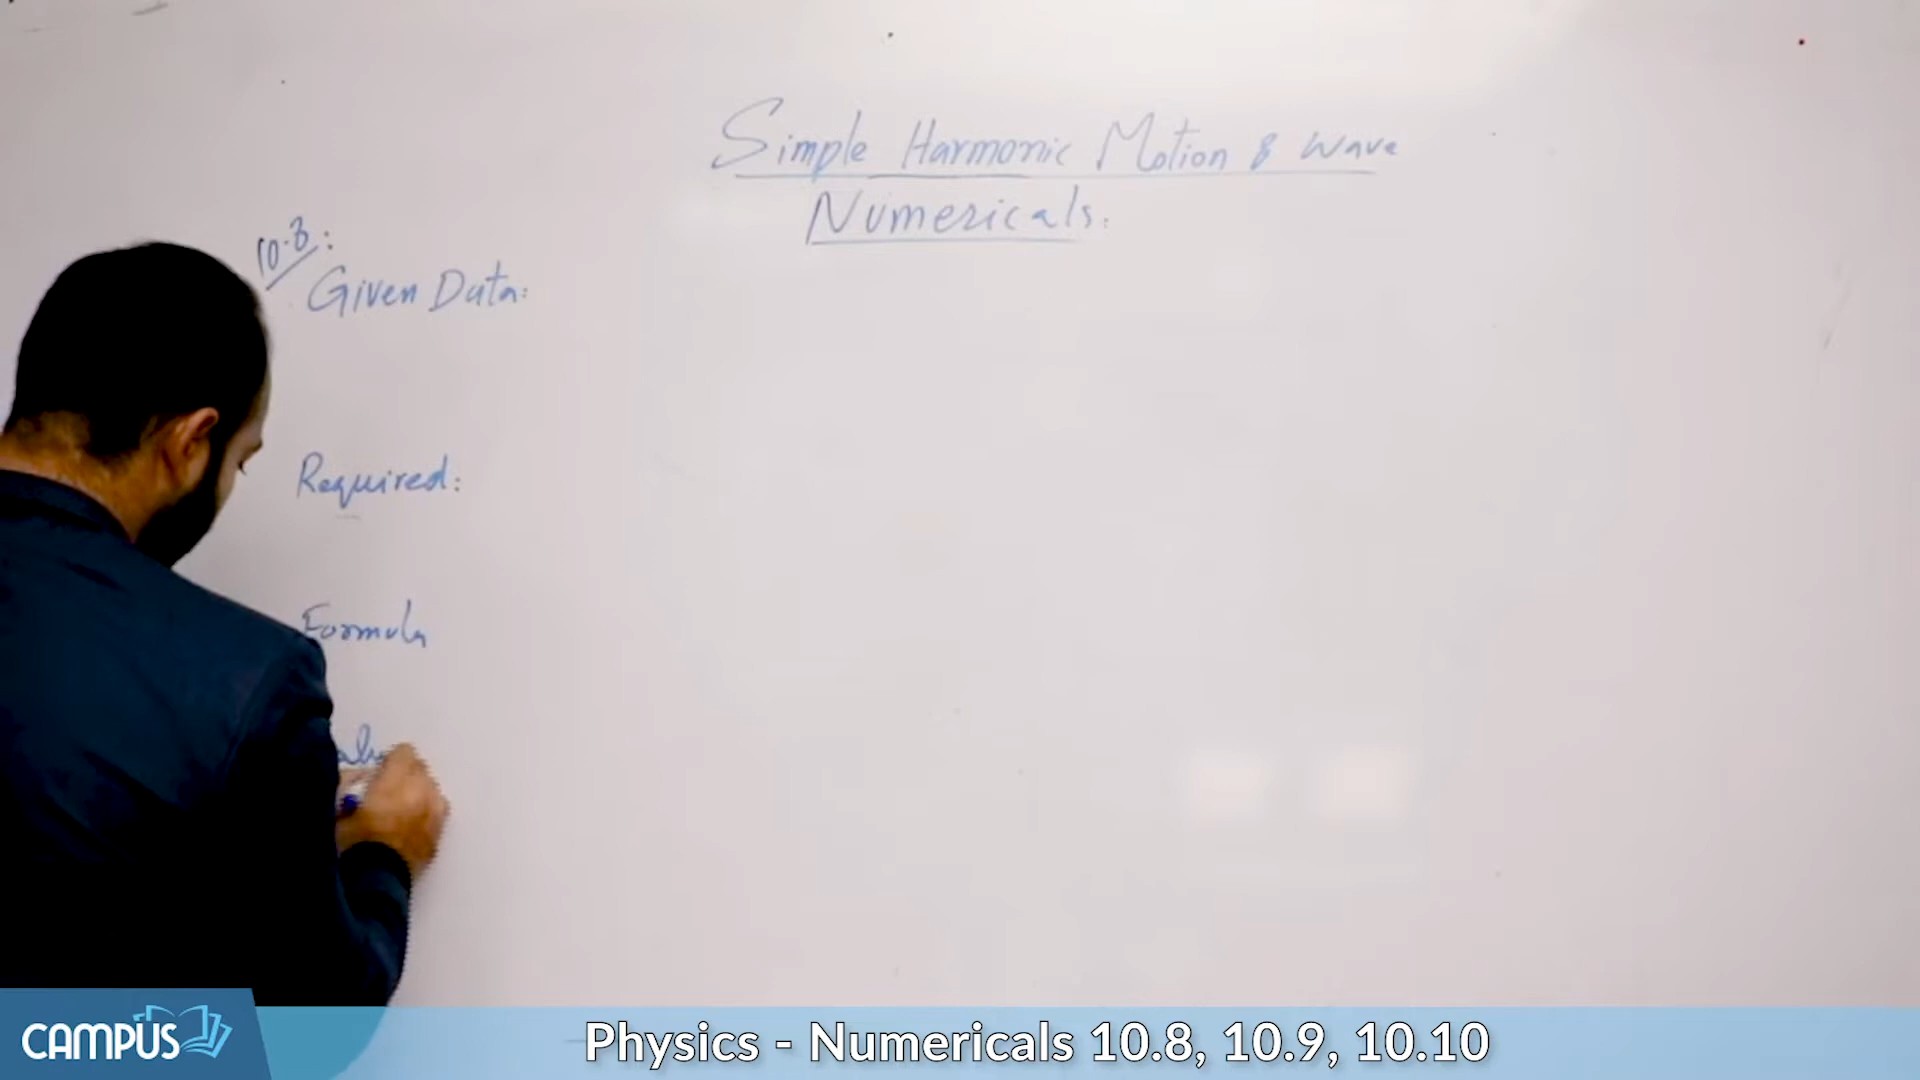 Simple Harmonic Motion & Wave
Numericals.
10.8:
Given Data:
Required:
Formula
CAMPUS
Physics - Numericals 10.8, 10.9, 10.10